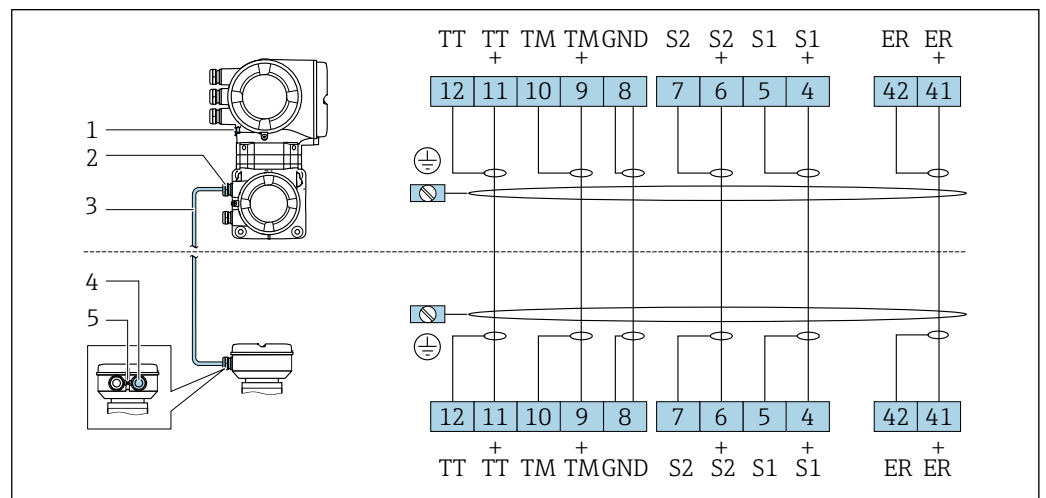 TT TT TM TM GND S2 S2 S1 S1 ER ER
+ + + + +
12 11 10 9 8 7 6 5 4 42 41
1
2
3
4
5
12 11 10 9 8 7 6 5 4 42 41
+ + + + +
TT TT TM TM GND S2 S2 S1 S1 ER ER